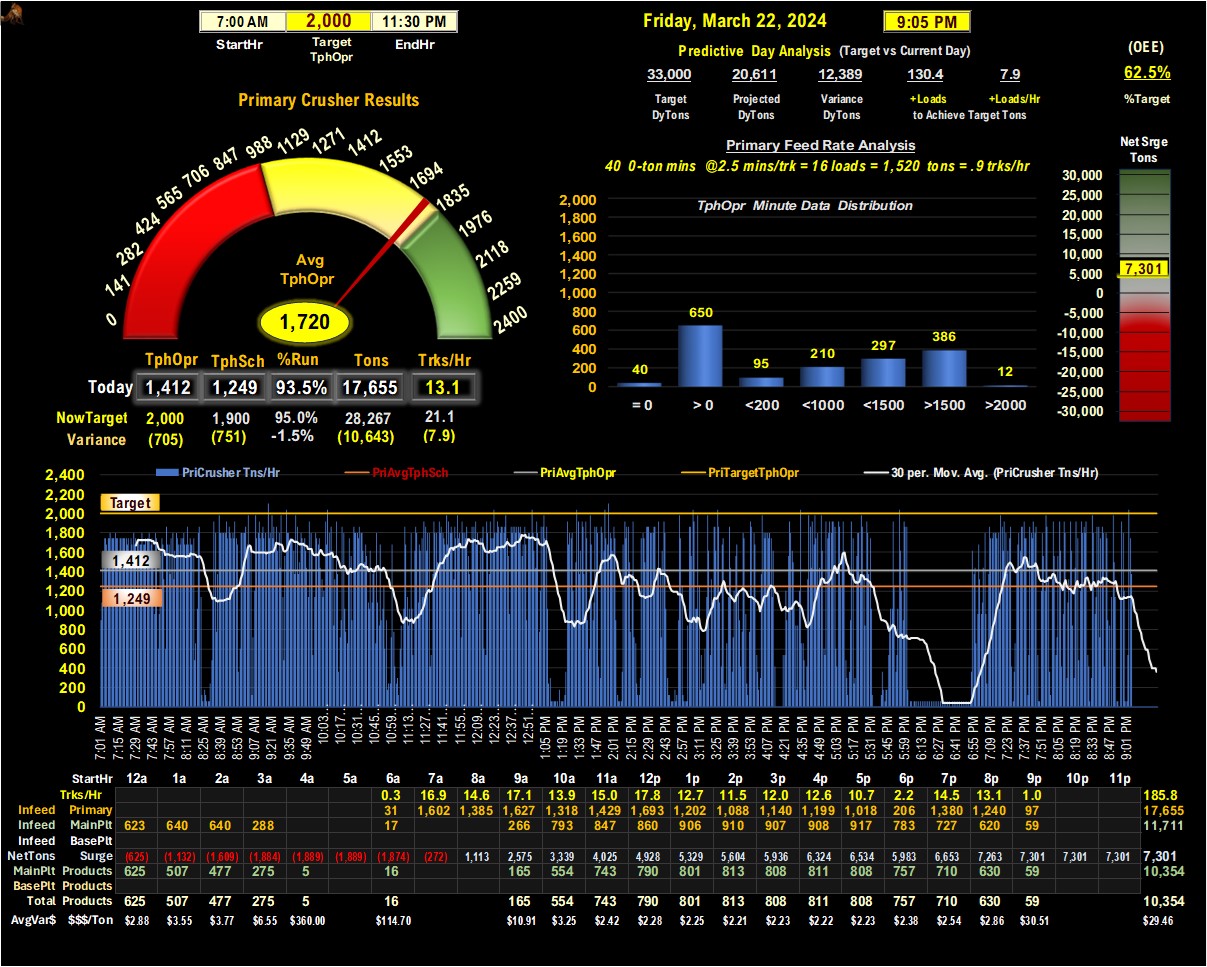 7:00 AM 2,000 11:30 PM
StartHr Target TphOpr EndHr
Friday, March 22, 2024 9:05 PM
Predictive Day Analysis (Target vs Current Day)
33,000 20,611 12,389 130.4 7.9
Target DyTons Projected DyTons Variance DyTons +Loads +Loads/Hr
to Achieve Target Tons
(OEE)
62.5%
%Target
Primary Crusher Results
0 141 282 424 565 706 847 988 1129 1271 1412 1553 1694 1835 1976 2118 2259 2400
Avg
TphOpr
1,720
TphOpr TphSch %Run Tons Trks/Hr
Today 1,412 1,249 93.5% 17,655 13.1
NowTarget 2,000 1,900 95.0% 28,267 21.1
Variance (705) (751) -1.5% (10,643) (7.9)
Primary Feed Rate Analysis
40 0-ton mins @2.5 mins/trk = 16 loads = 1,520 tons = .9 trks/hr
TphOpr Minute Data Distribution
2,000
1,800
1,600
1,400
1,200
1,000
800
600
400
200
0
40 650 95 210 297 386 12
= 0 > 0 <200 <1000 <1500 >1500 >2000
Net Srge
Tons
30,000
25,000
20,000
15,000
10,000
5,000
0
-5,000
-10,000
-15,000
-20,000
-25,000
-30,000
7,301
PriCrusher Tns/Hr PriAvgTphSch PriAvgTphOpr PriTargetTphOpr 30 per. Mov. Avg. (PriCrusher Tns/Hr)
2,400
2,200
2,000
1,800
1,600
1,400
1,200
1,000
800
600
400
200
0
Target
1,412
1,249
7:01 AM 7:15 AM 7:29 AM 7:43 AM 7:57 AM 8:11 AM 8:25 AM 8:39 AM 8:53 AM 9:07 AM 9:21 AM 9:35 AM 9:49 AM 10:03... 10:17... 10:31... 10:45... 10:59... 11:13... 11:27... 11:41... 11:55... 12:09... 12:23... 12:37... 12:51... 1:05 PM 1:19 PM 1:33 PM 1:47 PM 2:01 PM 2:15 PM 2:29 PM 2:43 PM 2:57 PM 3:11 PM 3:25 PM 3:39 PM 3:53 PM 4:07 PM 4:21 PM 4:35 PM 4:49 PM 5:03 PM 5:17 PM 5:31 PM 5:45 PM 5:59 PM 6:13 PM 6:27 PM 6:41 PM 6:55 PM 7:09 PM 7:23 PM 7:37 PM 7:51 PM 8:05 PM 8:19 PM 8:33 PM 8:47 PM 9:01 PM
StartHr 12a 1a 2a 3a 4a 5a 6a 7a 8a 9a 10a 11a 12p 1p 2p 3p 4p 5p 6p 7p 8p 9p 10p 11p
Trks/Hr 0.3 16.9 14.6 17.1 13.9 15.0 17.8 12.7 11.5 12.0 12.6 10.7 2.2 14.5 13.1 1.0 185.8
Infeed Primary 31 1,602 1,385 1,627 1,318 1,429 1,693 1,202 1,088 1,140 1,199 1,018 206 1,380 1,240 97 17,655
Infeed MainPlt 623 640 640 288 17 266 793 847 860 906 910 907 908 917 783 727 620 59 11,711
Infeed BasePlt
NetTons Surge (625) (1,132) (1,609) (1,884) (1,889) (1,889) (1,874) (272) 1,113 2,575 3,339 4,025 4,928 5,329 5,604 5,936 6,324 6,534 5,983 6,653 7,263 7,301 7,301 7,301 7,301
MainPlt Products 625 507 477 275 5 16 165 554 743 790 801 813 808 811 808 757 710 630 59 10,354
BasePlt Products
Total Products 625 507 477 275 5 16 165 554 743 790 801 813 808 811 808 757 710 630 59 10,354
AvgVar$ $$$/Ton $2.88 $3.55 $3.77 $6.55 $360.00 $114.70 $10.91 $3.25 $2.42 $2.28 $2.25 $2.21 $2.23 $2.22 $2.23 $2.38 $2.54 $2.86 $30.51 $29.46